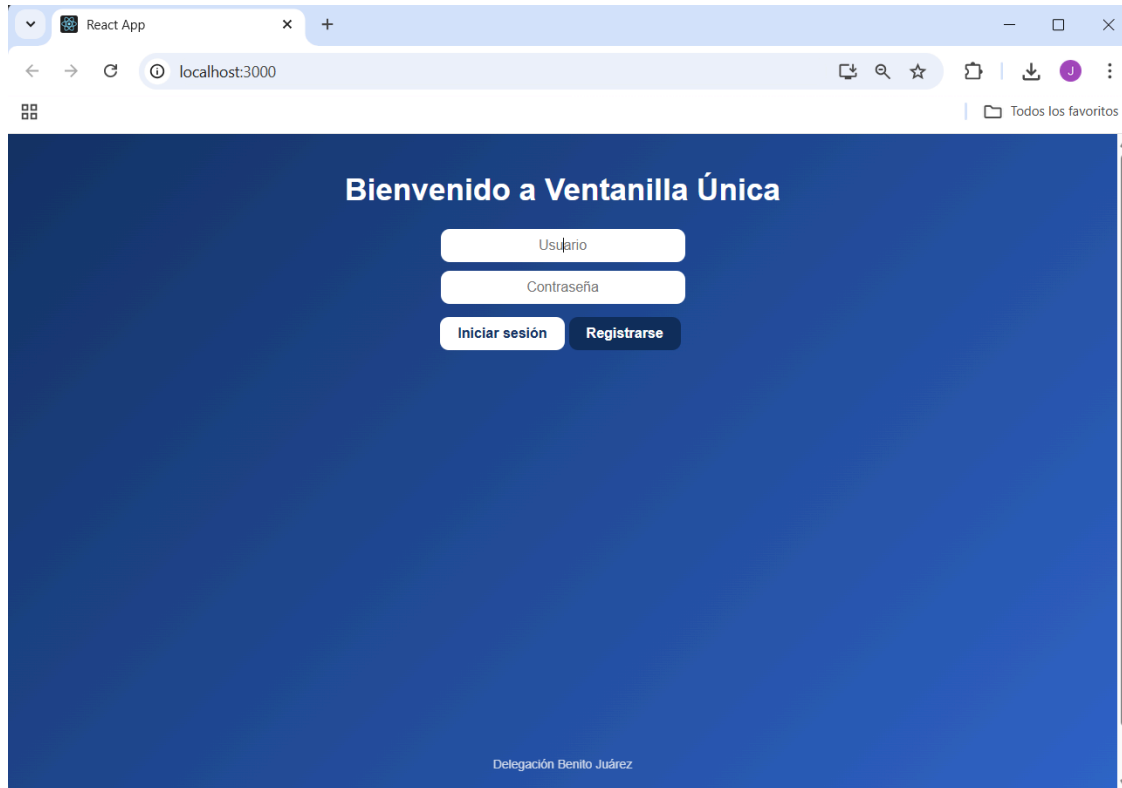 React App
localhost:3000
J
Todos los favoritos
Bienvenido a Ventanilla Única
Usuario
Contraseña
Iniciar sesión Registrarse
Delegación Benito Juárez